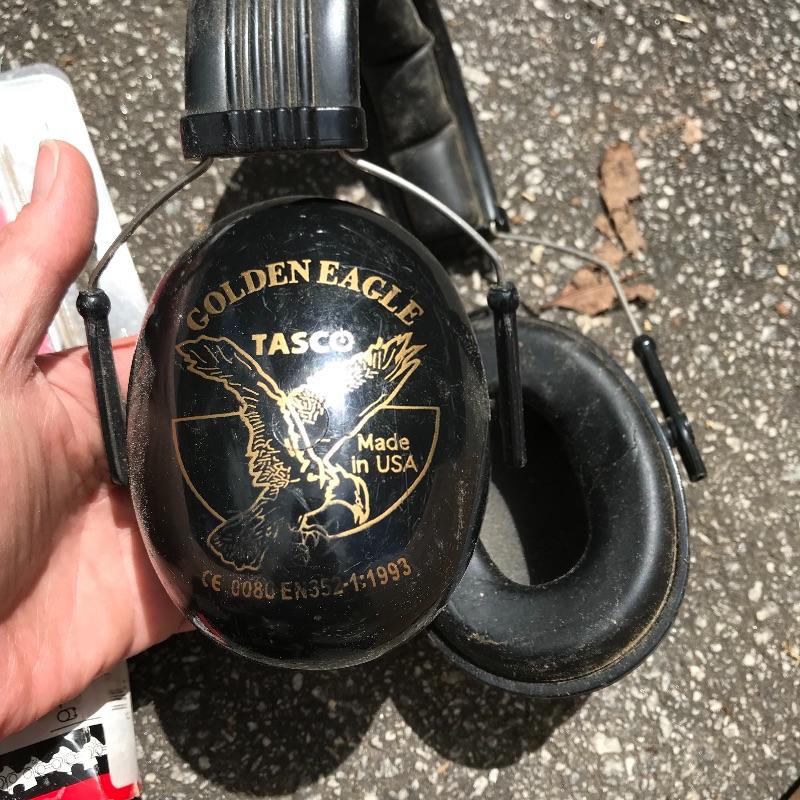 GOLDEN EAGLE
TASCO
Made
in USA
CE 0080 EN352-1:1993